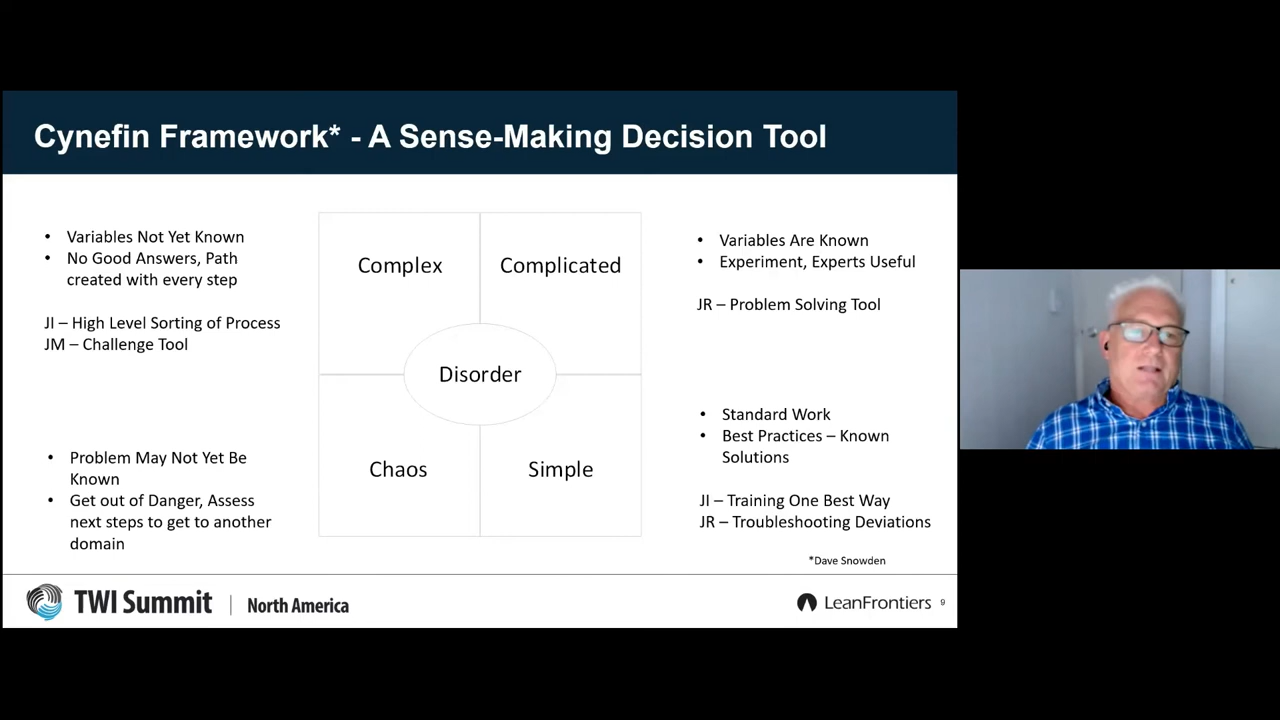 Cynefin Framework* - A Sense-Making Decision Tool
• Variables Not Yet Known
• No Good Answers, Path
created with every step
JI – High Level Sorting of Process
JM – Challenge Tool
• Problem May Not Yet Be
Known
• Get out of Danger, Assess
next steps to get to another
domain
Complex
Complicated
Disorder
Chaos
Simple
• Variables Are Known
• Experiment, Experts Useful
JR – Problem Solving Tool
• Standard Work
• Best Practices – Known
Solutions
JI – Training One Best Way
JR – Troubleshooting Deviations
*Dave Snowden
TWI Summit
North America
LeanFrontiers
9